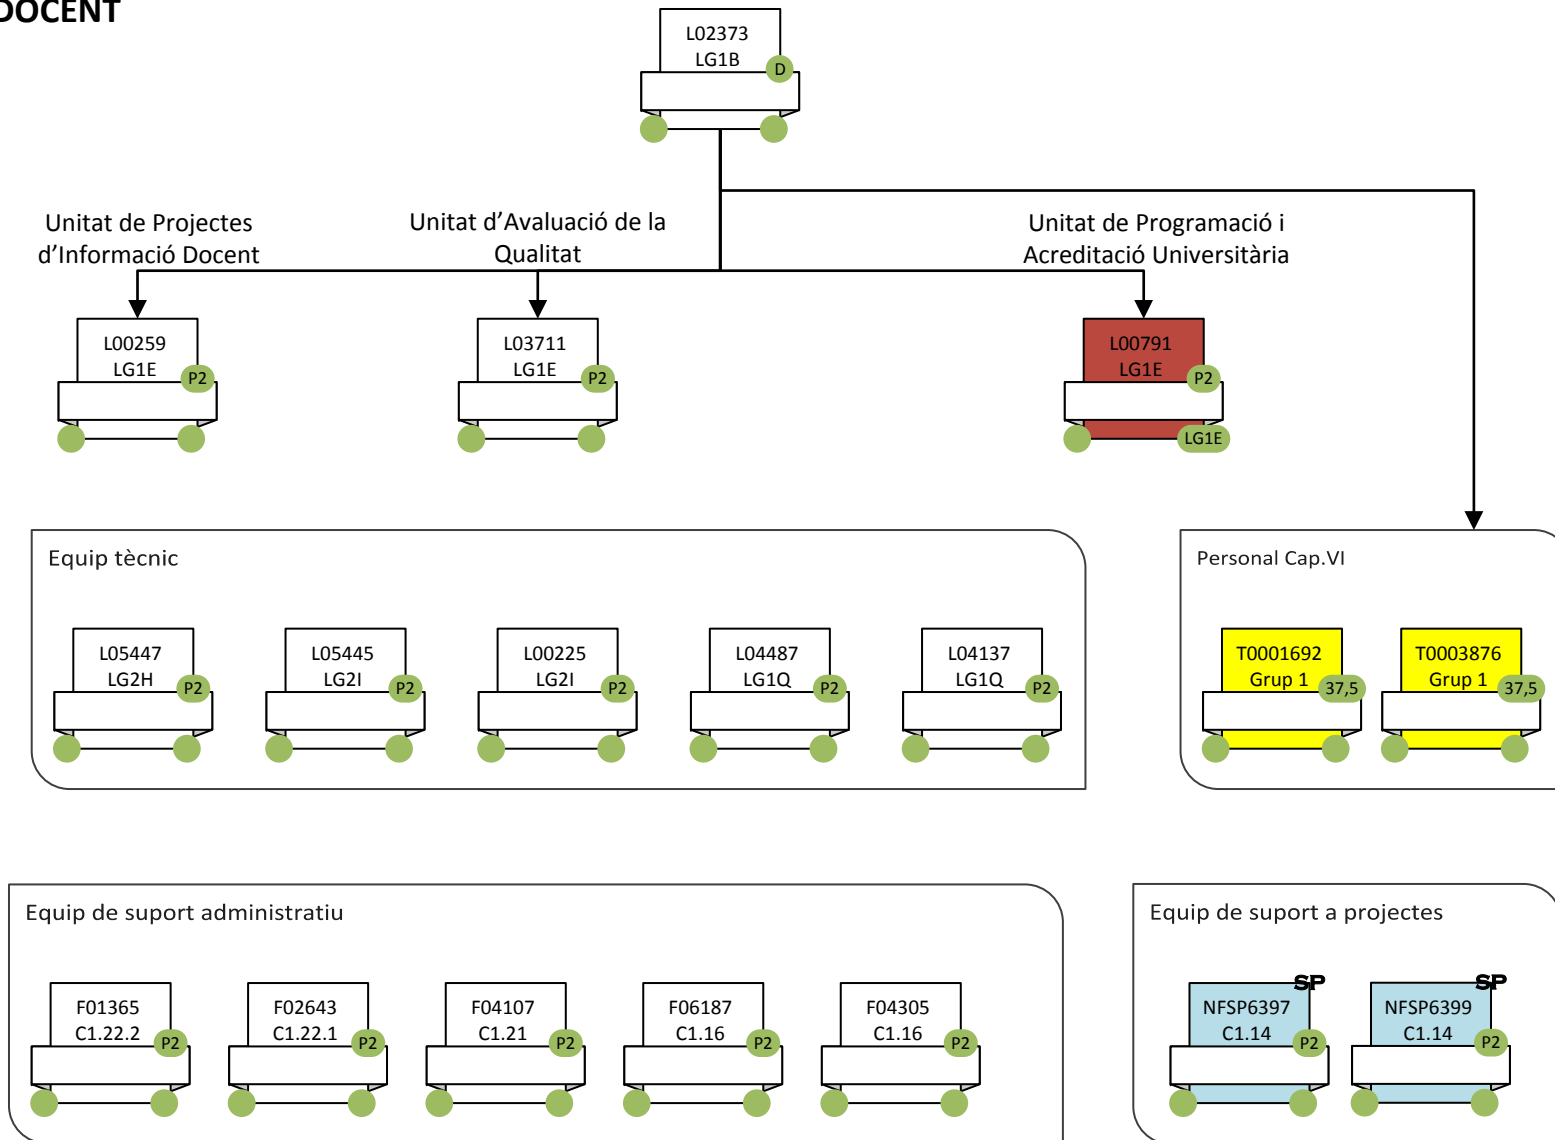 DOCENT
L02373
LG1B
D
Unitat de Projectes
d'Informació Docent
Unitat d'Avaluació de la
Qualitat
Unitat de Programació i
Acreditació Universitària
L00259
LG1E
P2
L03711
LG1E
P2
L00791
LG1E
P2
LG1E
Equip tècnic
L05447
LG2H
P2
L05445
LG2I
P2
L00225
LG2I
P2
L04487
LG1Q
P2
L04137
LG1Q
P2
Personal Cap.VI
T0001692
Grup 1
37,5
T0003876
Grup 1
37,5
Equip de suport administratiu
F01365
C1.22.2
P2
F02643
C1.22.1
P2
F04107
C1.21
P2
F06187
C1.16
P2
F04305
C1.16
P2
Equip de suport a projectes
SP
NFSP6397
C1.14
P2
SP
NFSP6399
C1.14
P2